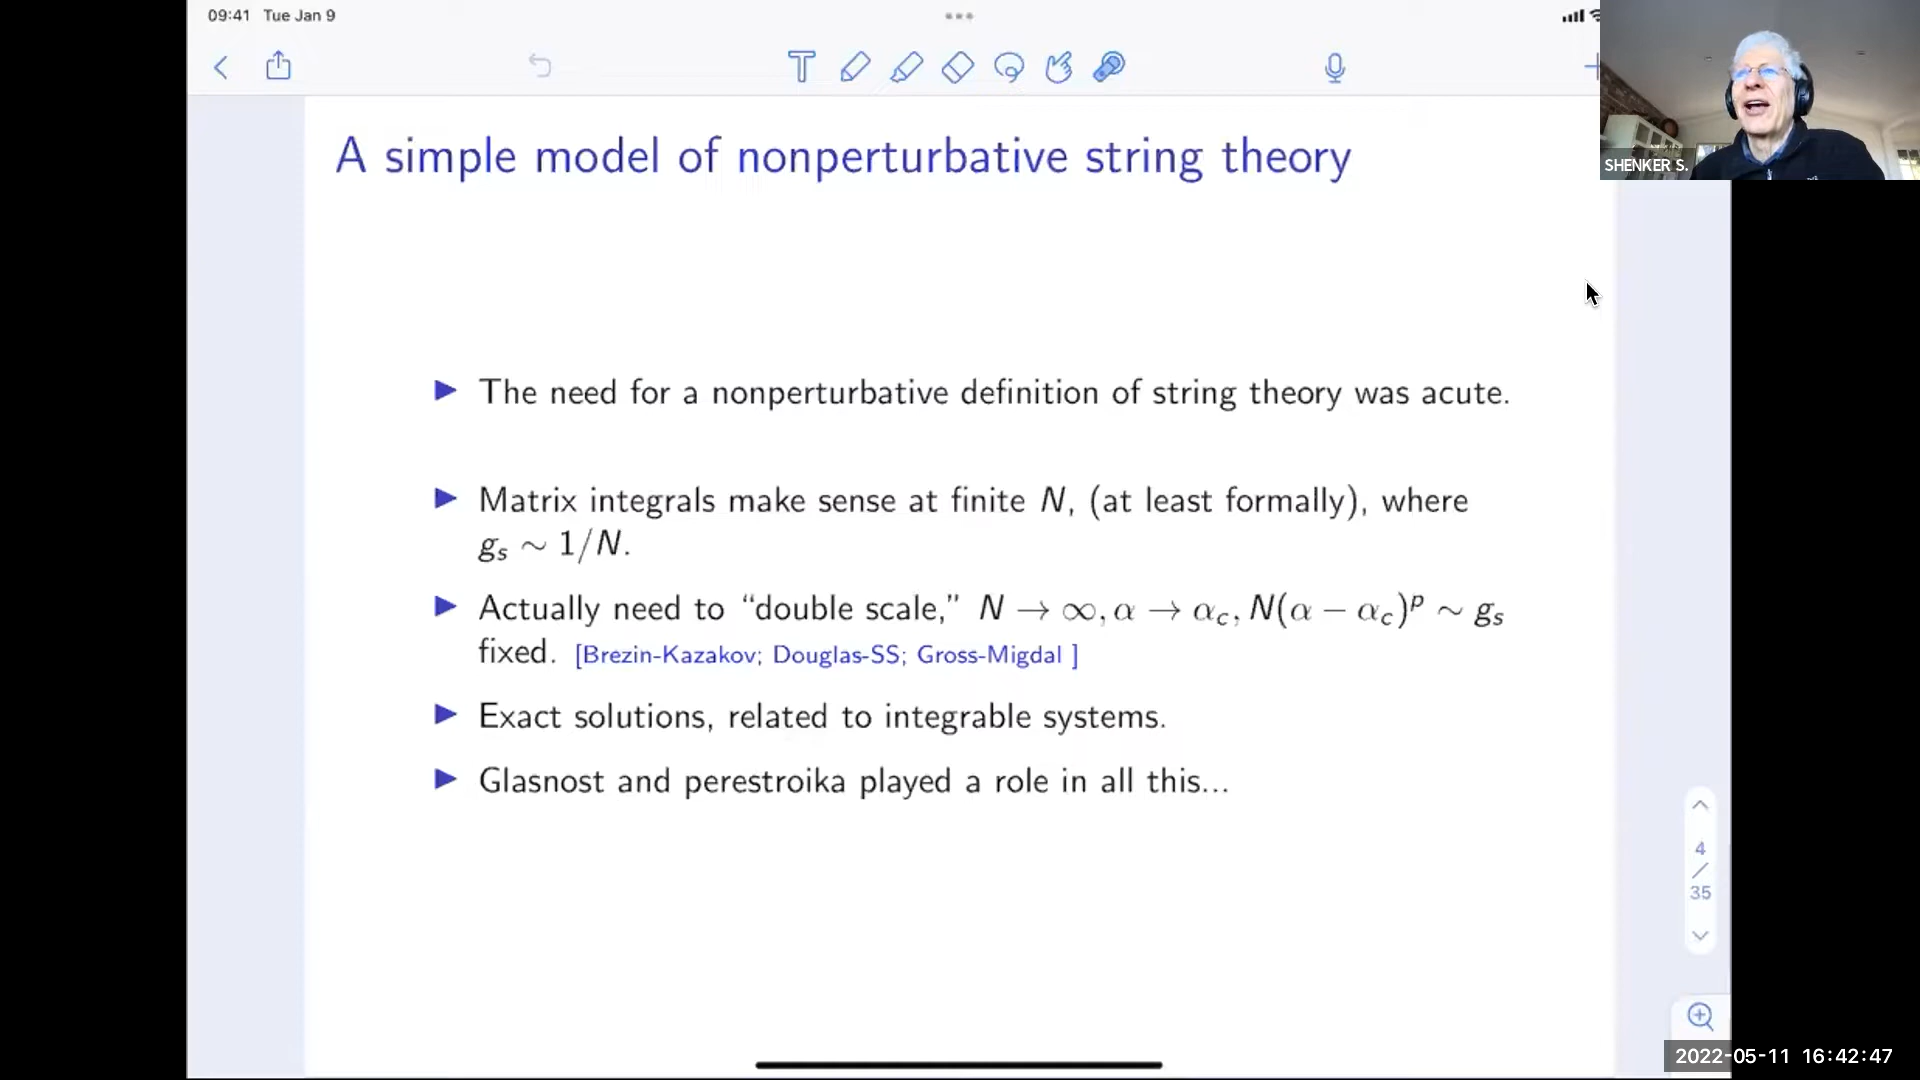 09:41 Tue Jan 9
SHENKER S.
A simple model of nonperturbative string theory
▶ The need for a nonperturbative definition of string theory was acute.
▶ Matrix integrals make sense at finite N, (at least formally), where
gₛ ∼ 1/N.
▶ Actually need to “double scale,” N → ∞, α → α_c, N(α − α_c)^p ∼ gₛ
fixed. [Brezin-Kazakov; Douglas-SS; Gross-Migdal ]
▶ Exact solutions, related to integrable systems.
▶ Glasnost and perestroika played a role in all this...
4
/
35
2022-05-11 16:42:47